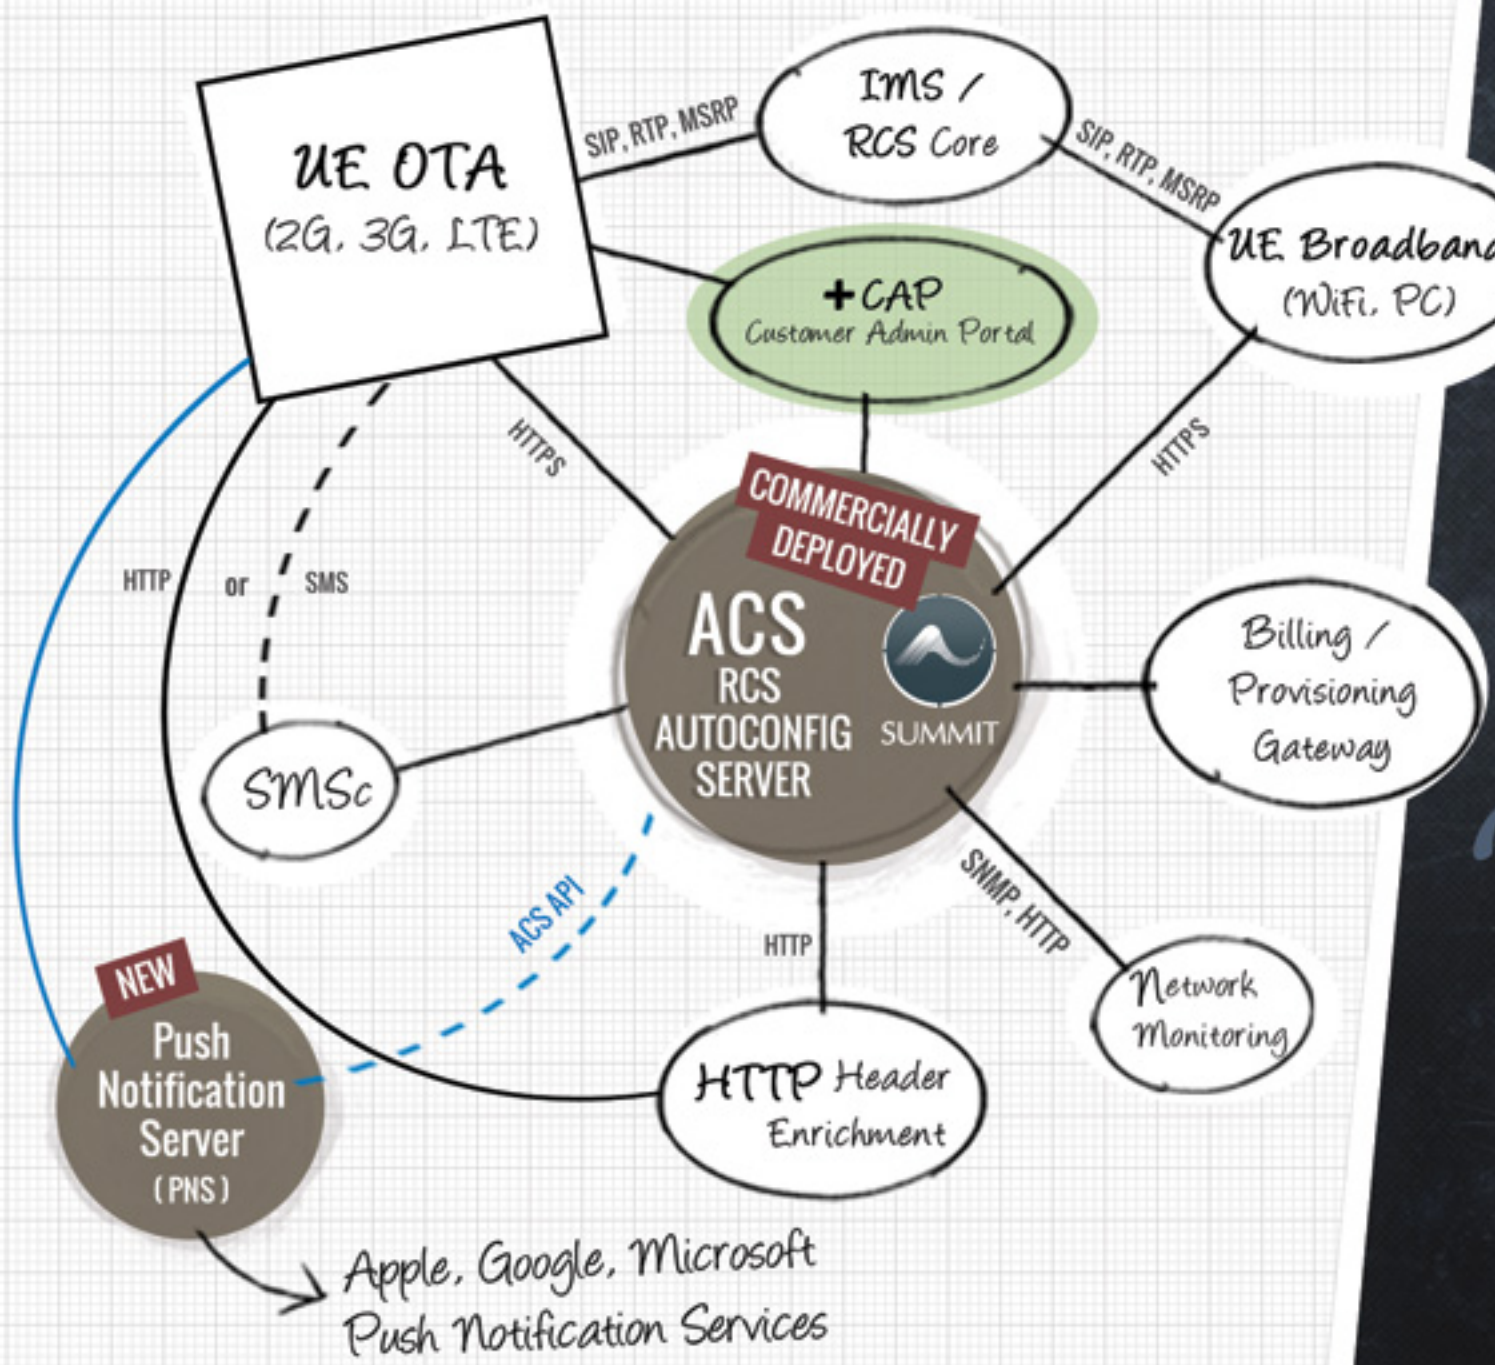 UE OTA
(2G, 3G, LTE)
SIP, RTP, MSRP
IMS /
RCS Core
SIP, RTP, MSRP
UE Broadband
(WiFi, PC)
+CAP
Customer Admin Portal
HTTPS
HTTPS
COMMERCIALLY
DEPLOYED
HTTP or SMS
ACS
RCS
AUTOCONFIG
SERVER
SUMMIT
Billing /
Provisioning
Gateway
SMSc
ACS API
HTTP
SNMP, HTTP
Network
Monitoring
NEW
Push
Notification
Server
(PNS)
HTTP Header
Enrichment
Apple, Google, Microsoft
Push Notification Services